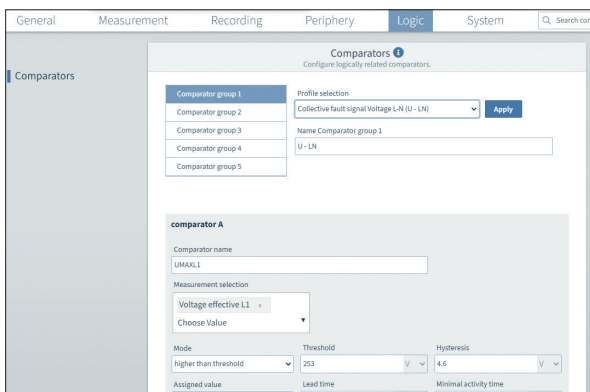 General Measurement Recording Periphery Logic System Search con
Comparators
Configure logically related comparators.
Comparators
Comparator group 1
Comparator group 2
Comparator group 3
Comparator group 4
Comparator group 5
Profile selection
Collective fault signal Voltage L-N (U - LN) Apply
Name Comparator group 1
U - LN
comparator A
Comparator name
UMAXL1
Measurement selection
Voltage effective L1 ×
Choose Value
Mode Threshold Hysteresis
higher than threshold 253 V 4.6 V
Assigned value Lead time Minimal activity time